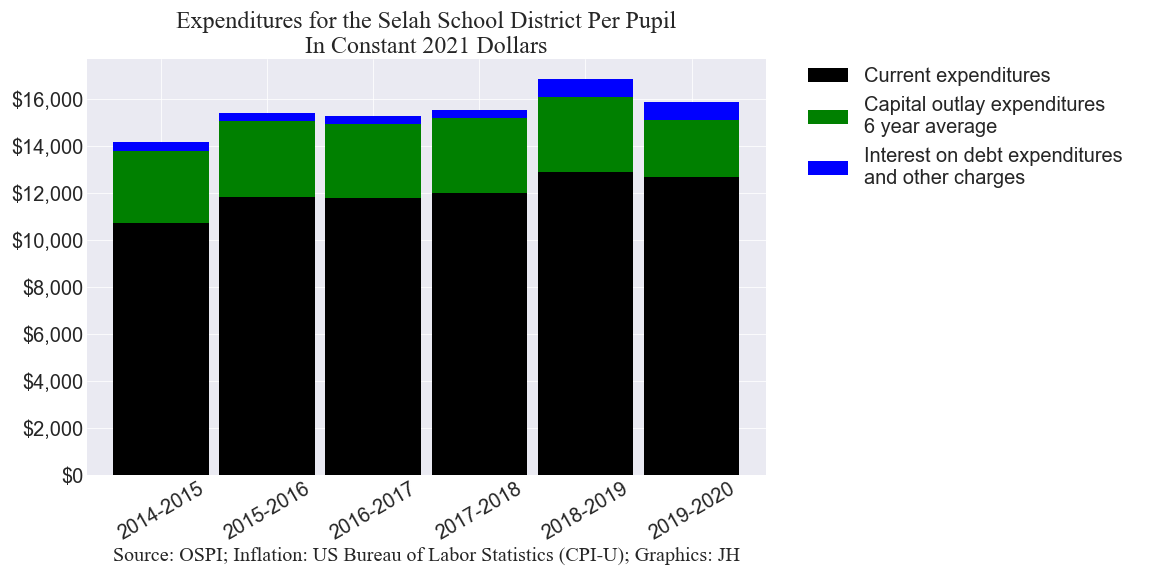 Expenditures for the Selah School District Per Pupil
In Constant 2021 Dollars
$16,000
$14,000
$12,000
$10,000
$8,000
$6,000
$4,000
$2,000
$0
2014-2015
2015-2016
2016-2017
2017-2018
2018-2019
2019-2020
Current expenditures
Capital outlay expenditures
6 year average
Interest on debt expenditures
and other charges
Source: OSPI; Inflation: US Bureau of Labor Statistics (CPI-U); Graphics: JH